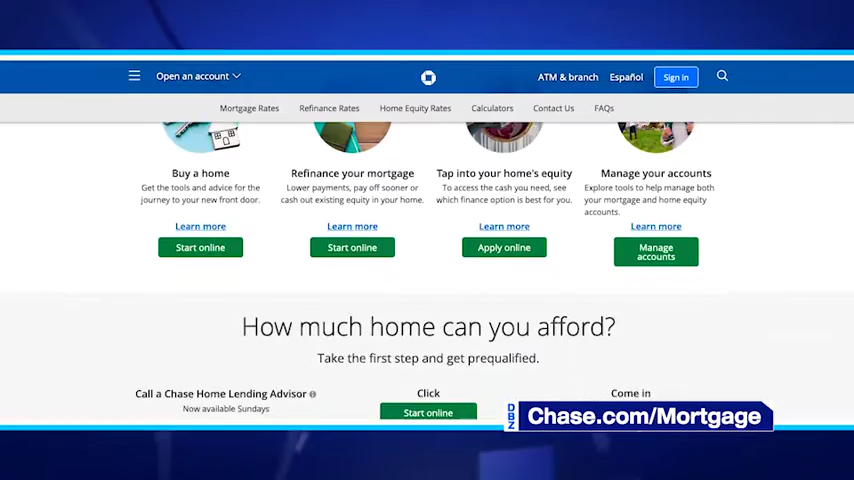 Open an account
ATM & branch
Español
Sign in
Mortgage Rates
Refinance Rates
Home Equity Rates
Calculators
Contact Us
FAQs
Buy a home
Get the tools and advice for the
journey to your new front door.
Learn more
Start online
Refinance your mortgage
Lower payments, pay off sooner or
cash out existing equity in your home.
Learn more
Start online
Tap into your home's equity
To access the cash you need, see
which finance option is best for you.
Learn more
Apply online
Manage your accounts
Explore tools to help manage both
your mortgage and home equity
accounts.
Learn more
Manage
accounts
How much home can you afford?
Take the first step and get prequalified.
Call a Chase Home Lending Advisor
Now available Sundays
Click
Start online
Come in
DBZ
Chase.com/Mortgage